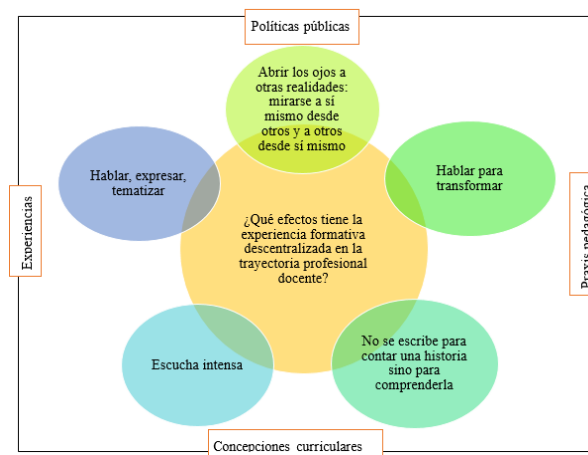 Políticas públicas
Abrir los ojos a
otras realidades:
mirarse a sí
mismo desde
otros y a otros
desde sí mismo
Hablar, expresar,
tematizar
Hablar para
transformar
Experiencias
¿Qué efectos tiene la
experiencia formativa
descentralizada en la
trayectoria profesional
docente?
Praxis pedagógica
Escucha intensa
No se escribe para
contar una historia
sino para
comprenderla
Concepciones curriculares